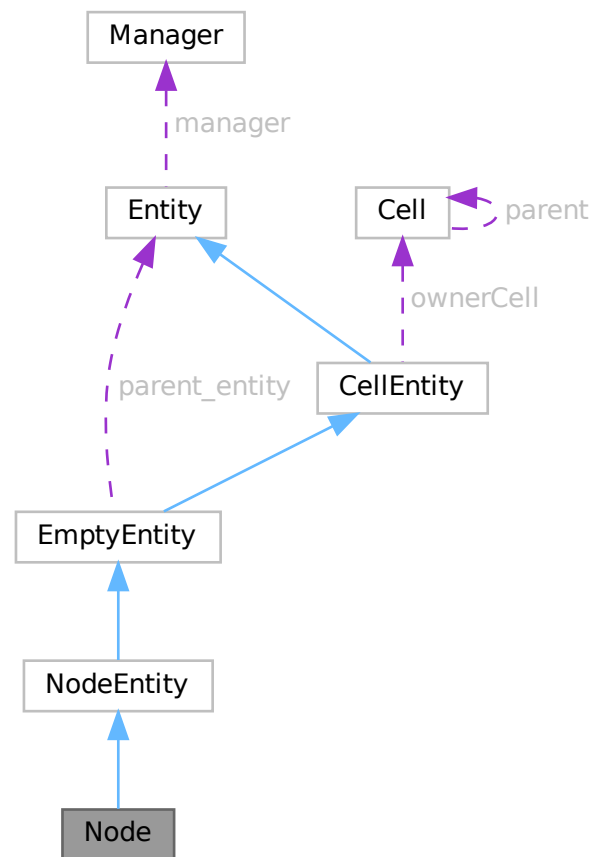 Manager
manager
Entity
Cell
parent
ownerCell
parent_entity
CellEntity
EmptyEntity
NodeEntity
Node